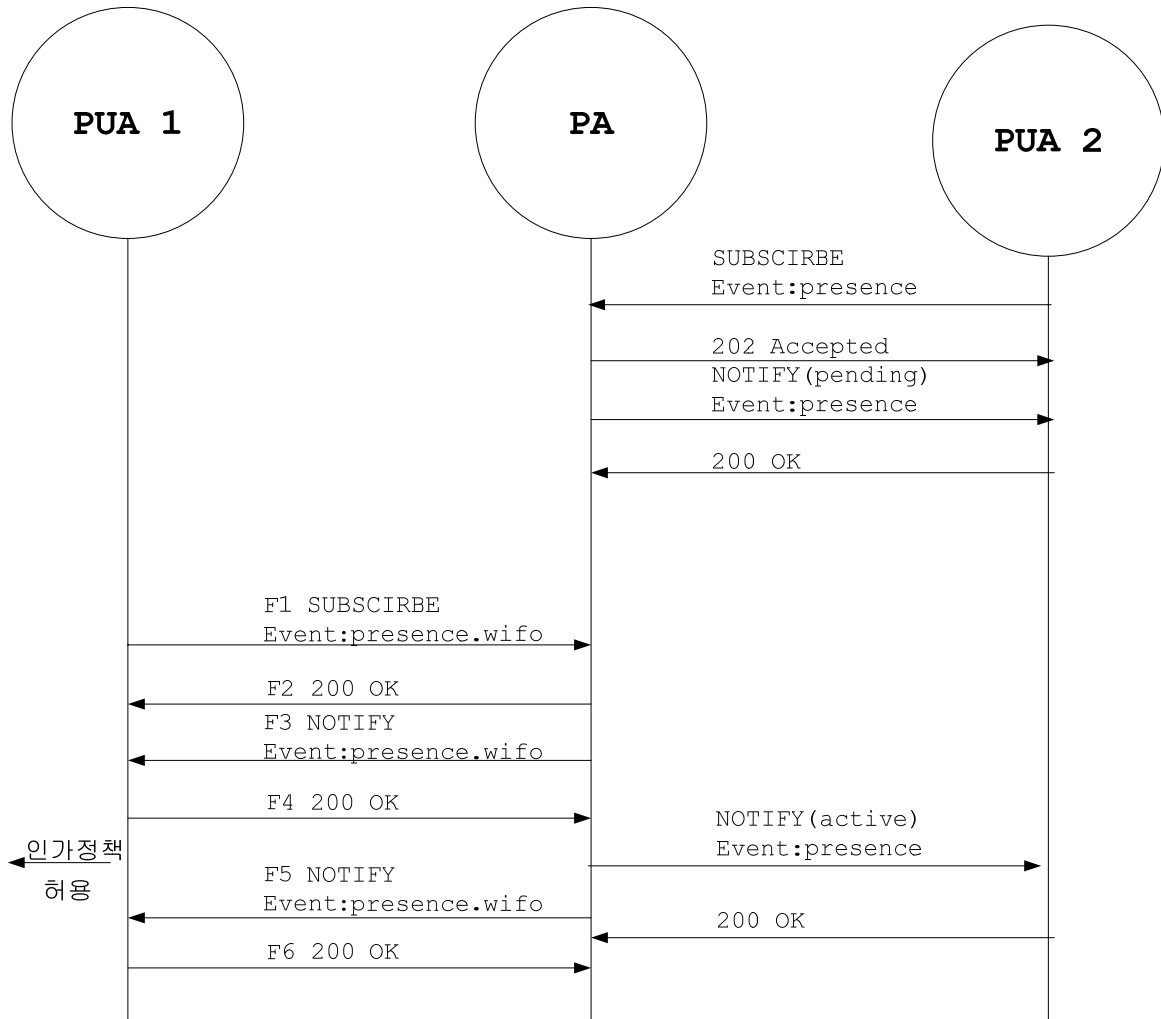 PUA 1
PA
PUA 2
SUBSCIRBE
Event:presence
202 Accepted
NOTIFY(pending)
Event:presence
200 OK
F1 SUBSCIRBE
Event:presence.wifo
F2 200 OK
F3 NOTIFY
Event:presence.wifo
F4 200 OK
NOTIFY(active)
Event:presence
인가정책
허용
F5 NOTIFY
Event:presence.wifo
200 OK
F6 200 OK